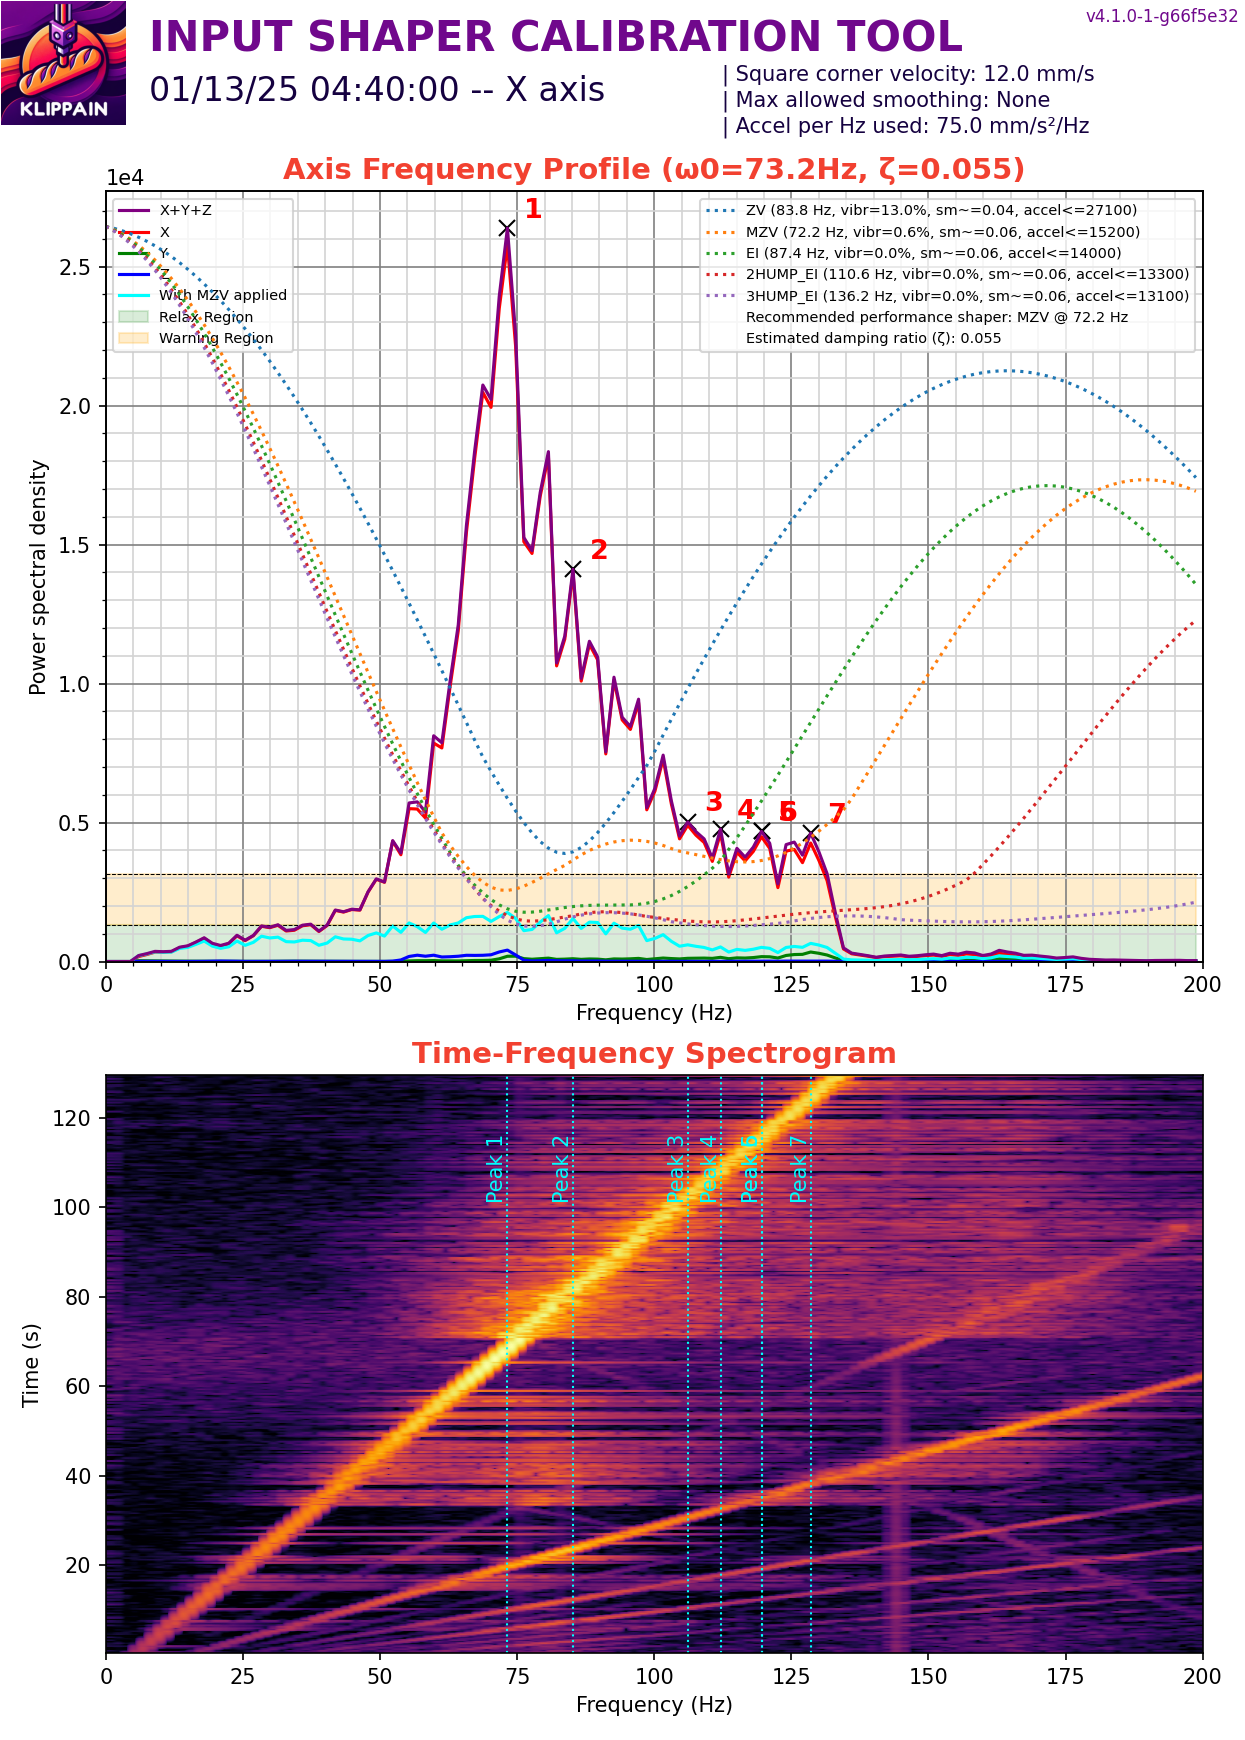 v4.1.0-1-g66f5e32
INPUT SHAPER CALIBRATION TOOL
01/13/25 04:40:00 -- X axis
| Square corner velocity: 12.0 mm/s
| Max allowed smoothing: None
| Accel per Hz used: 75.0 mm/s²/Hz
KLIPPAIN
Axis Frequency Profile (ω0=73.2Hz, ζ=0.055)
1e4
X+Y+Z
X
Y
Z
With MZV applied
Relax Region
Warning Region
ZV (83.8 Hz, vibr=13.0%, sm~=0.04, accel<=27100)
MZV (72.2 Hz, vibr=0.6%, sm~=0.06, accel<=15200)
EI (87.4 Hz, vibr=0.0%, sm~=0.06, accel<=14000)
2HUMP_EI (110.6 Hz, vibr=0.0%, sm~=0.06, accel<=13300)
3HUMP_EI (136.2 Hz, vibr=0.0%, sm~=0.06, accel<=13100)
Recommended performance shaper: MZV @ 72.2 Hz
Estimated damping ratio (ζ): 0.055
1
2
3
4
6
7
Power spectral density
2.5
2.0
1.5
1.0
0.5
0.0
0 25 50 75 100 125 150 175 200
Frequency (Hz)
Time-Frequency Spectrogram
Time (s)
120
100
80
60
40
20
Peak 1
Peak 2
Peak 3
Peak 4
Peak 6
Peak 7
0 25 50 75 100 125 150 175 200
Frequency (Hz)